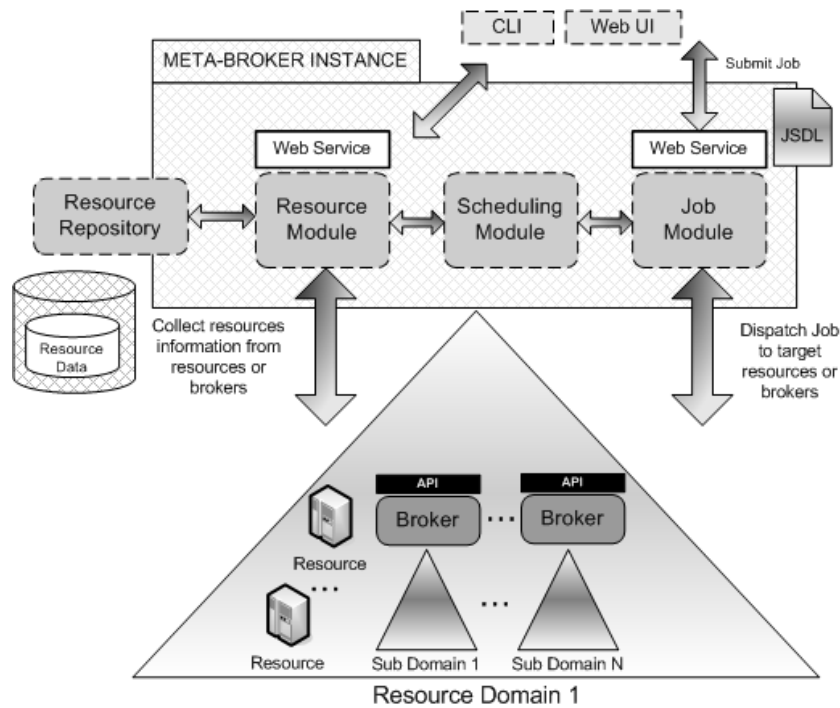 CLI
Web UI
META-BROKER INSTANCE
Submit Job
JSDL
Web Service
Web Service
Resource
Repository
Resource
Module
Scheduling
Module
Job
Module
Resource
Data
Collect resources
information from
resources or
brokers
Dispatch Job
to target
resources or
brokers
API
API
Broker
...
Broker
Resource
...
Resource
...
Sub Domain 1
Sub Domain N
Resource Domain 1